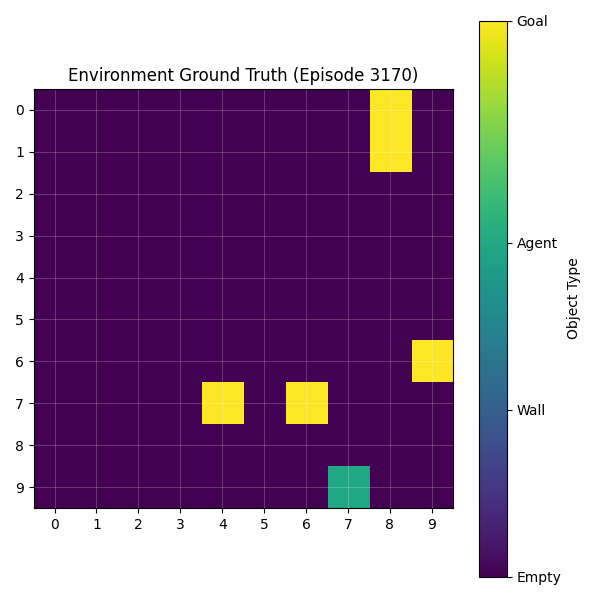 Environment Ground Truth (Episode 3170)
0
1
2
3
4
5
6
7
8
9
0 1 2 3 4 5 6 7 8 9
Goal
Agent
Wall
Empty
Object Type